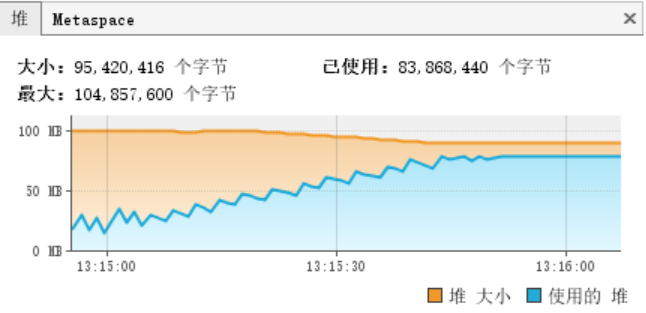 堆 Metaspace ×
大小: 95,420,416 个字节 已使用: 83,868,440 个字节
最大: 104,857,600 个字节
100 MB
50 MB
0 MB
13:15:00 13:15:30 13:16:00
堆 大小 使用的 堆